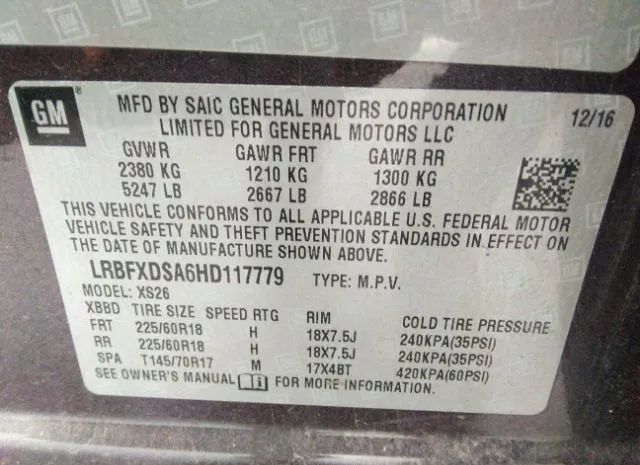 GM ®
MFD BY SAIC GENERAL MOTORS CORPORATION 12/16
LIMITED FOR GENERAL MOTORS LLC
GVWR GAWR FRT GAWR RR
2380 KG 1210 KG 1300 KG
5247 LB 2667 LB 2866 LB
THIS VEHICLE CONFORMS TO ALL APPLICABLE U.S. FEDERAL MOTOR
VEHICLE SAFETY AND THEFT PREVENTION STANDARDS IN EFFECT ON
THE DATE OF MANUFACTURE SHOWN ABOVE.
LRBFXDSA6HD117779 TYPE: M.P.V.
MODEL: XS26
XBBD TIRE SIZE SPEED RTG RIM COLD TIRE PRESSURE
FRT 225/60R18 H 18X7.5J 240KPA(35PSI)
RR 225/60R18 H 18X7.5J 240KPA(35PSI)
SPA T145/70R17 M 17X4BT 420KPA(60PSI)
SEE OWNER'S MANUAL FOR MORE INFORMATION.